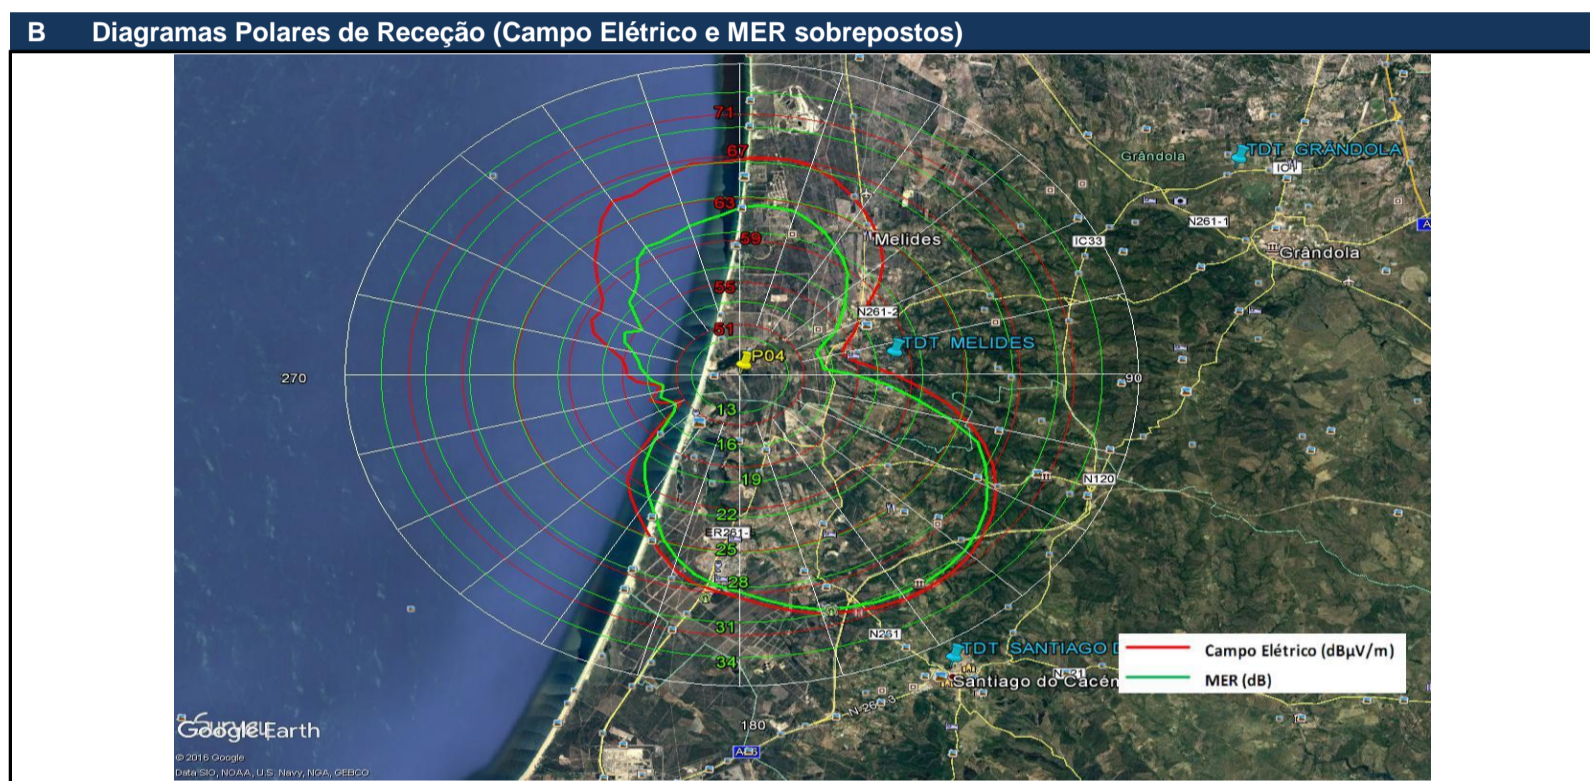 B Diagramas Polares de Receção (Campo Elétrico e MER sobrepostos)
71
67
63
59
55
51
P04
13
16
19
22
25
28
31
34
270
90
180
TDT GRÂNDOLA
Grândola
IC1
N261-1
IC33
Grândola
Melides
N261-2
TDT MELIDES
N120
N261
TDT SANTIAGO D
Santiago do Cacém
Campo Elétrico (dBµV/m)
MER (dB)
Google Earth
© 2016 Google
Data SIO, NOAA, U.S. Navy, NGA, GEBCO